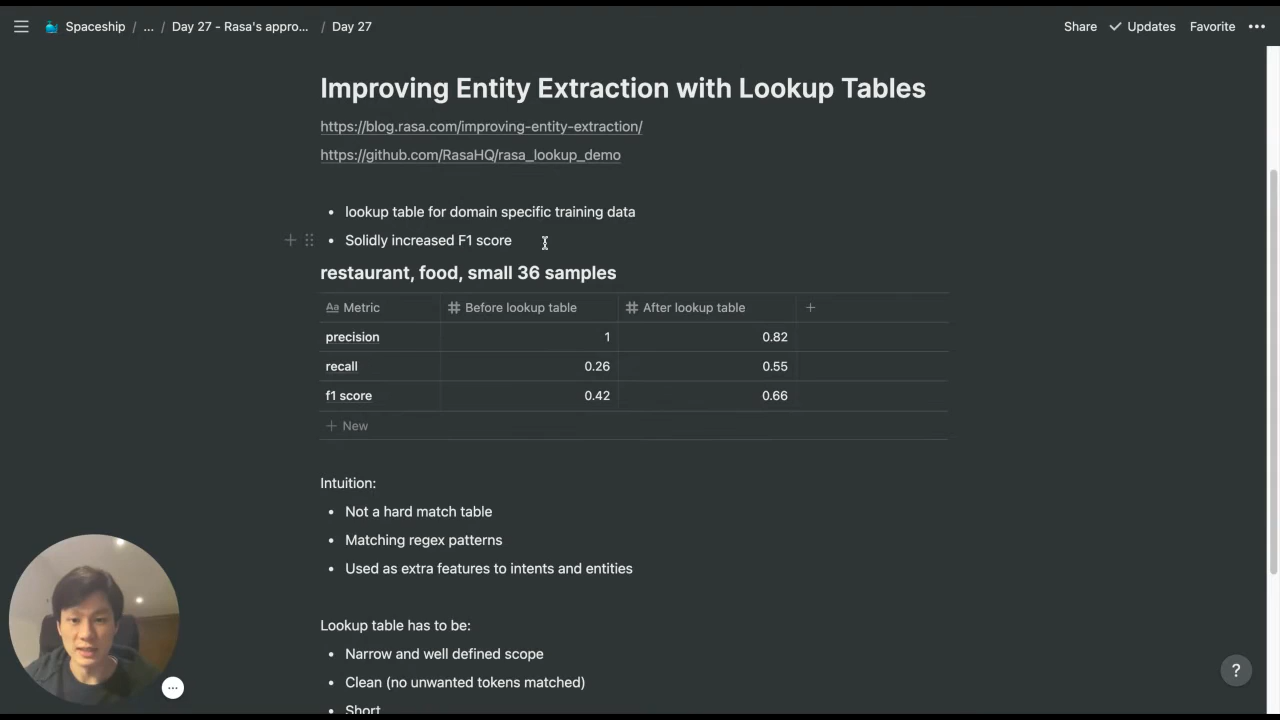 Spaceship / ... / Day 27 - Rasa's appro... / Day 27
Share Updates Favorite •••
Improving Entity Extraction with Lookup Tables
https://blog.rasa.com/improving-entity-extraction/
https://github.com/RasaHQ/rasa_lookup_demo
• lookup table for domain specific training data
• Solidly increased F1 score
restaurant, food, small 36 samples
Aa Metric # Before lookup table # After lookup table +
precision 1 0.82
recall 0.26 0.55
f1 score 0.42 0.66
+ New
Intuition:
• Not a hard match table
• Matching regex patterns
• Used as extra features to intents and entities
Lookup table has to be:
• Narrow and well defined scope
• Clean (no unwanted tokens matched)
• Short
?